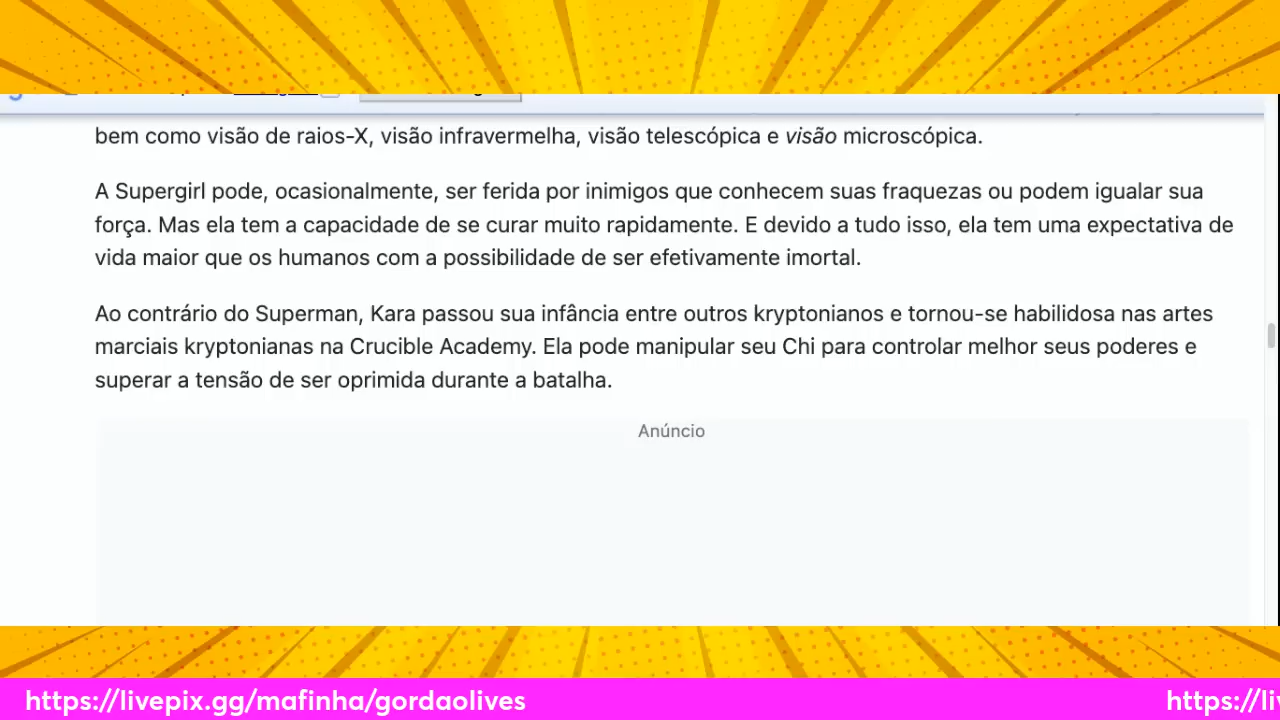 bem como visão de raios-X, visão infravermelha, visão telescópica e visão microscópica.
A Supergirl pode, ocasionalmente, ser ferida por inimigos que conhecem suas fraquezas ou podem igualar sua
força. Mas ela tem a capacidade de se curar muito rapidamente. E devido a tudo isso, ela tem uma expectativa de
vida maior que os humanos com a possibilidade de ser efetivamente imortal.
Ao contrário do Superman, Kara passou sua infância entre outros kryptonianos e tornou-se habilidosa nas artes
marciais kryptonianas na Crucible Academy. Ela pode manipular seu Chi para controlar melhor seus poderes e
superar a tensão de ser oprimida durante a batalha.
Anúncio
https://livepix.gg/mafinha/gordaolives https://li